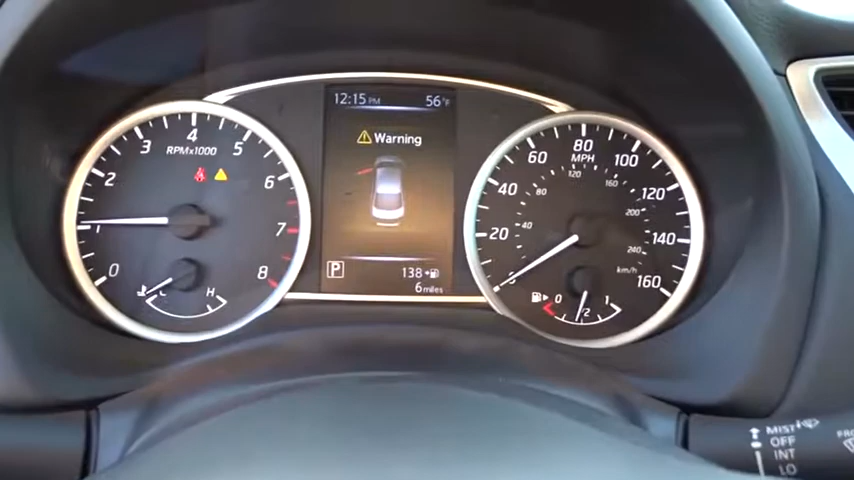 12:15 PM 56°F
Warning
P
138
6 miles
RPMx1000
0 1 2 3 4 5 6 7 8
C H
MPH
20 40 60 80 100 120 140 160
40 80 120 160 200 240
km/h
0 1/2 1
MIST
OFF
INT
LO